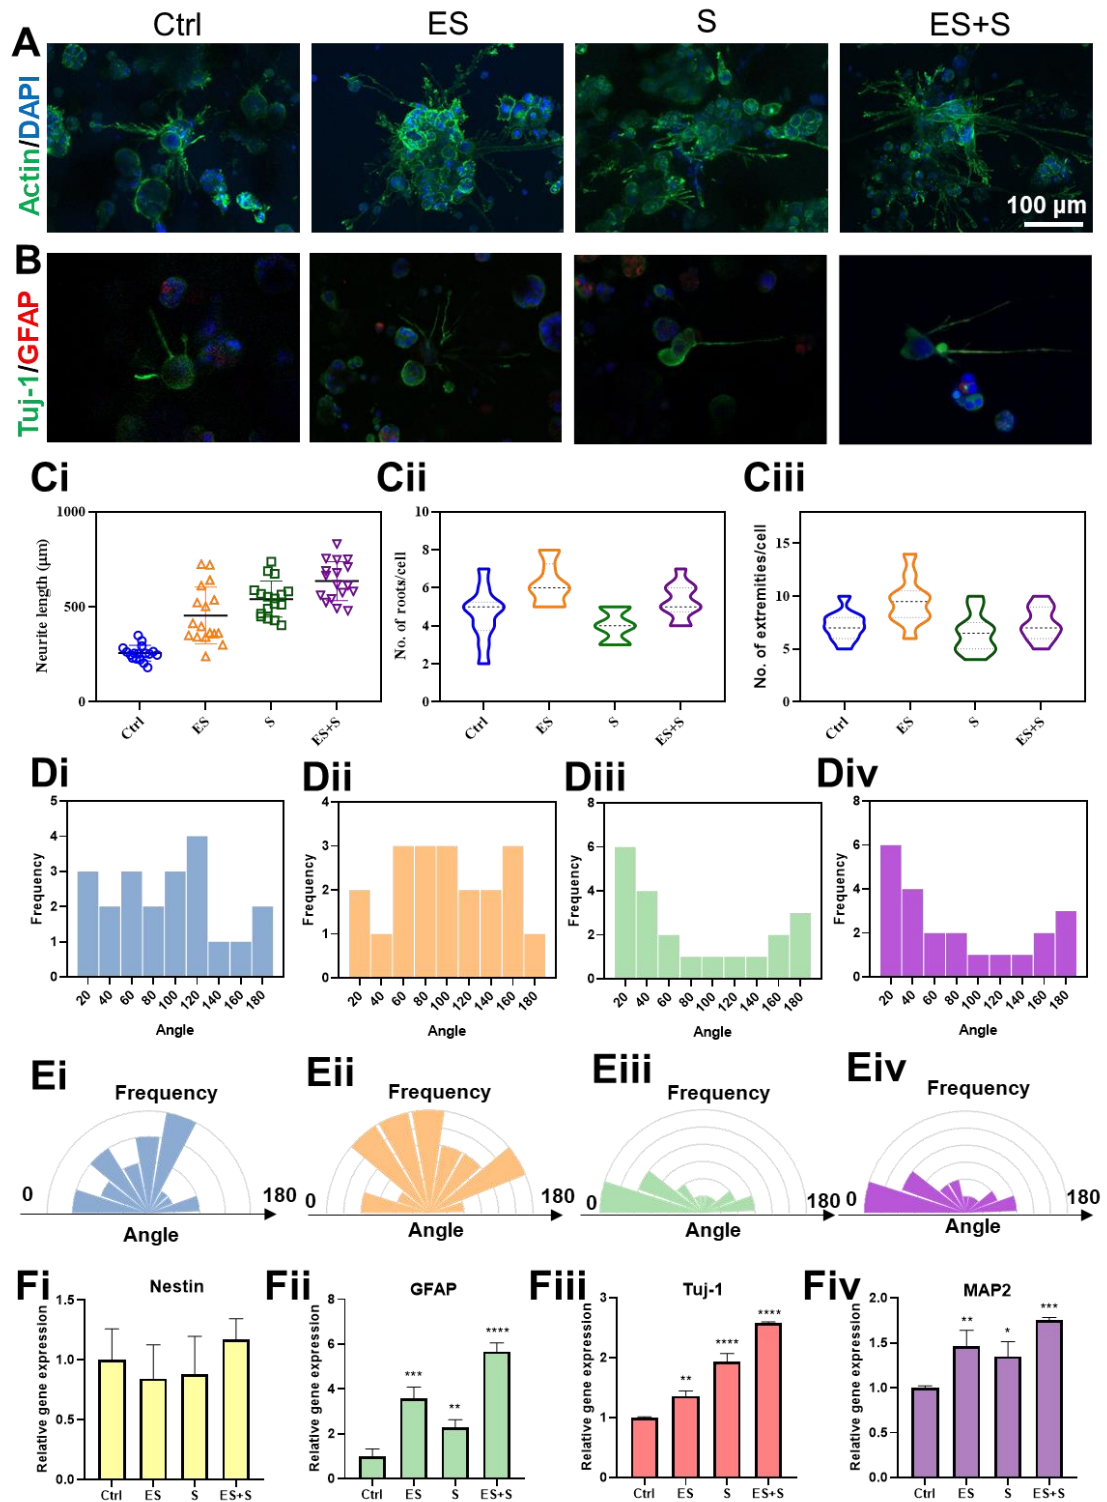 Ctrl ES S ES+S
A
Actin/DAPI
100 µm
B
Tuj-1/GFAP
Ci Cii Ciii
Neurite length (µm)
1000
500
0
Ctrl ES S ES+S
No. of roots/cell
10
8
6
4
2
0
Ctrl ES S ES+S
No. of extremities/cell
15
10
5
0
Ctrl ES S ES+S
Di Dii Diii Div
Frequency
5
4
3
2
1
0
20 40 60 80 100 120 140 160 180
Angle
Frequency
4
3
2
1
0
20 40 60 80 100 120 140 160 180
Angle
Frequency
8
6
4
2
0
20 40 60 80 100 120 140 160 180
Angle
Frequency
8
6
4
2
0
20 40 60 80 100 120 140 160 180
Angle
Ei Eii Eiii Eiv
Frequency
0 180
Angle
Frequency
0 180
Angle
Frequency
0 180
Angle
Frequency
0 180
Angle
Fi Fii Fiii Fiv
Nestin
Relative gene expression
1.5
1.0
0.5
0.0
Ctrl ES S ES+S
GFAP
Relative gene expression
8
6
4
2
0
*** ** ****
Ctrl ES S ES+S
Tuj-1
Relative gene expression
3
2
1
0
** **** ****
Ctrl ES S ES+S
MAP2
Relative gene expression
2.0
1.5
1.0
0.5
0.0
** * ***
Ctrl ES S ES+S